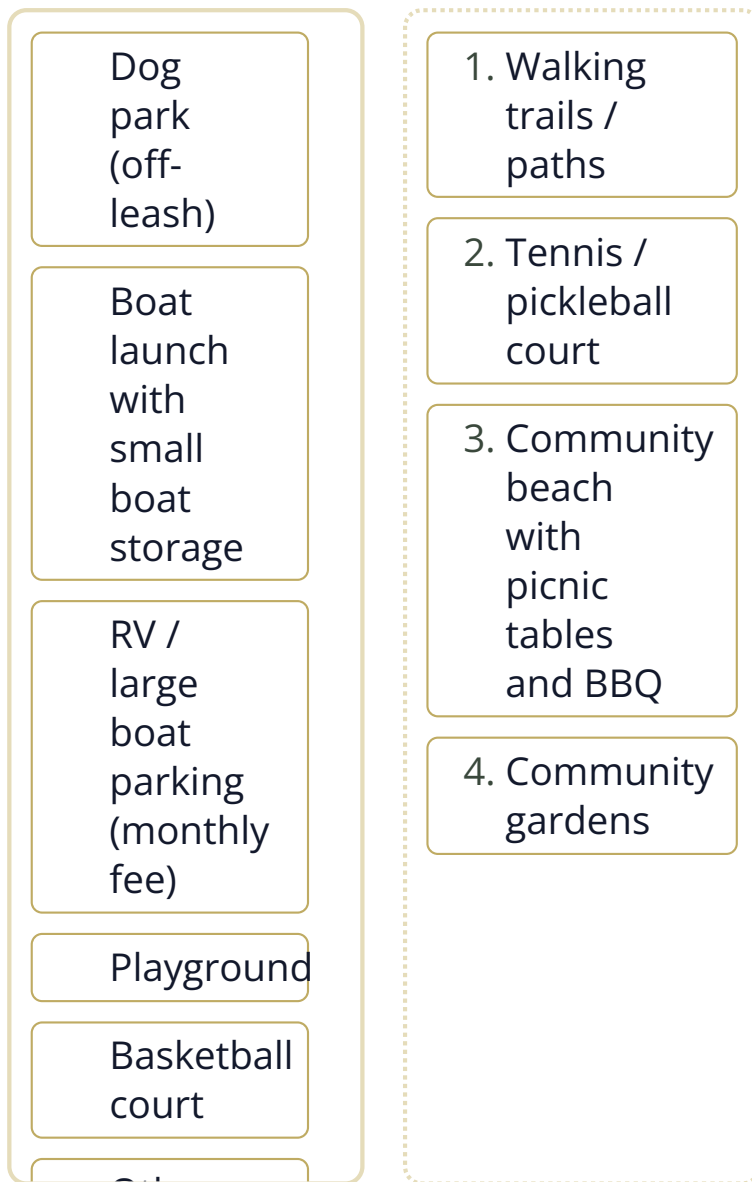 Dog
park
(off-
leash)
Boat
launch
with
small
boat
storage
RV /
large
boat
parking
(monthly
fee)
Playground
Basketball
court
1. Walking
trails /
paths
2. Tennis /
pickleball
court
3. Community
beach
with
picnic
tables
and BBQ
4. Community
gardens